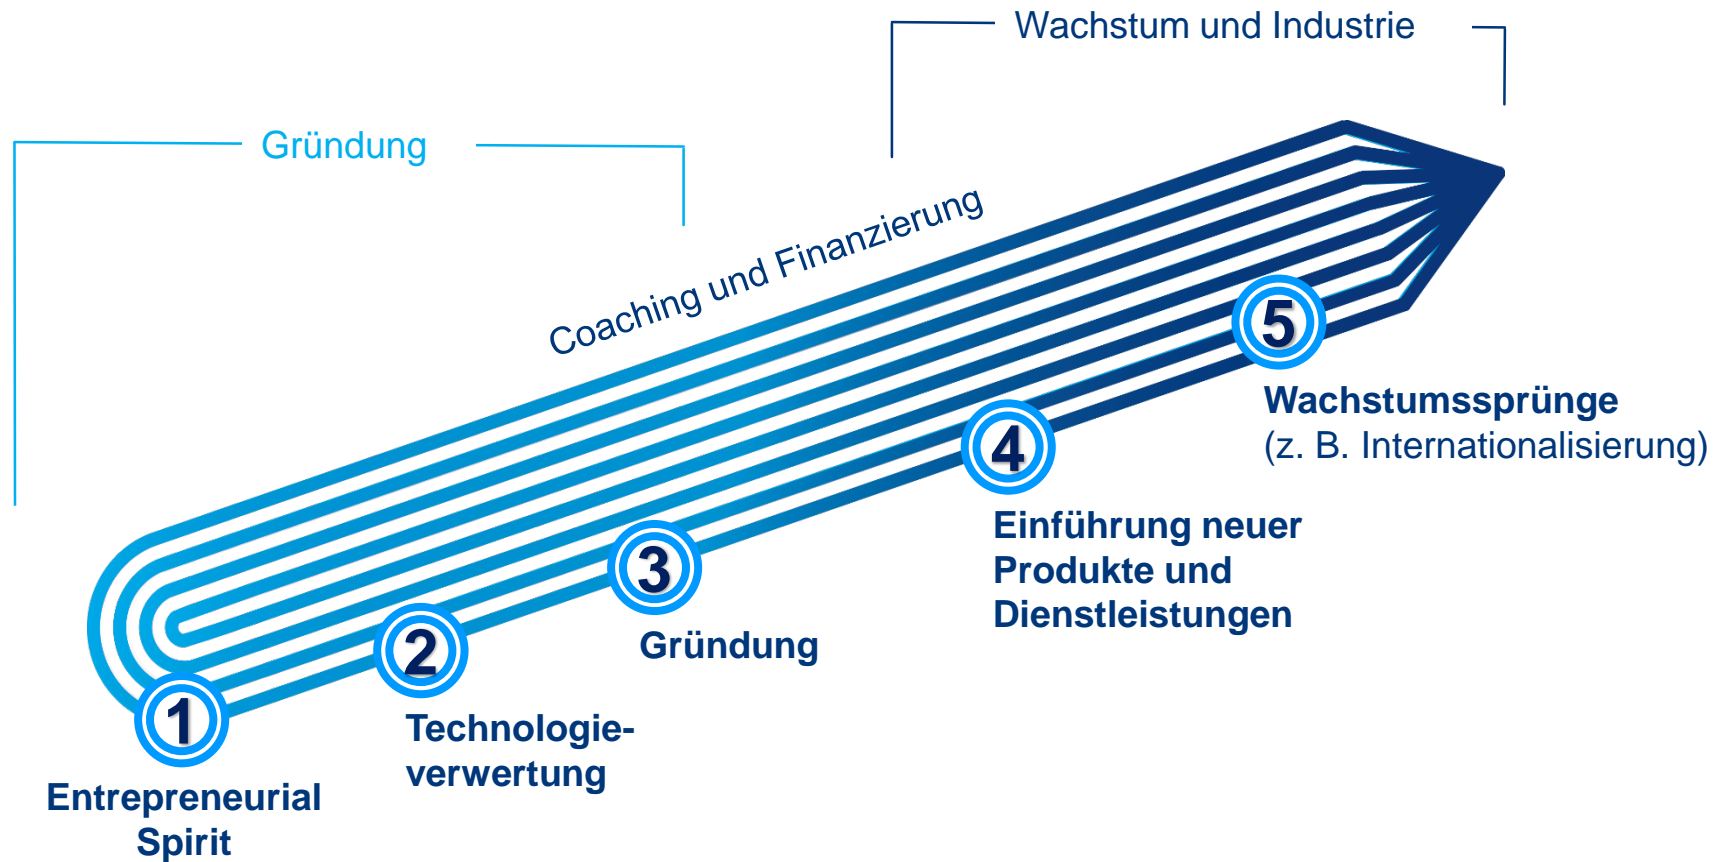 Wachstum und Industrie
Gründung
Coaching und Finanzierung
5
Wachstumssprünge
(z. B. Internationalisierung)
4
Einführung neuer
Produkte und
Dienstleistungen
3
Gründung
2
Technologie-
verwertung
1
Entrepreneurial
Spirit